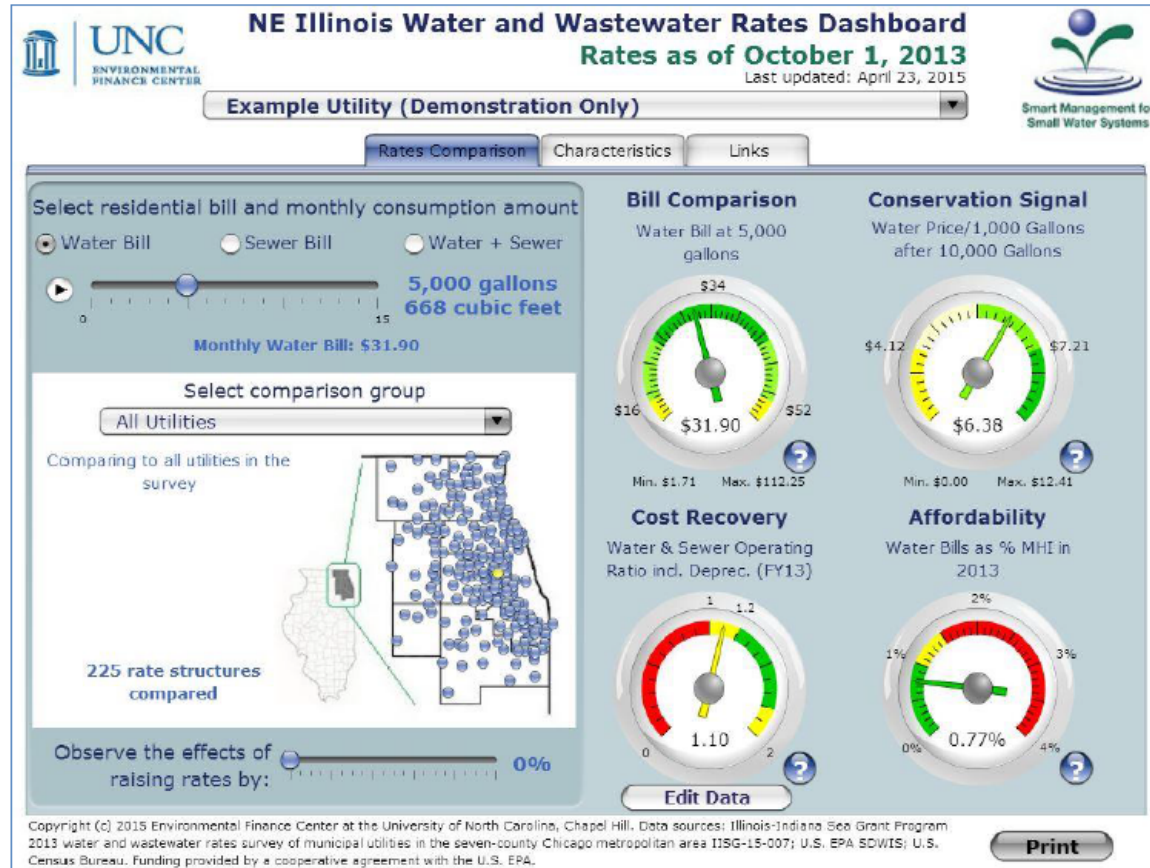 UNC
ENVIRONMENTAL
FINANCE CENTER
NE Illinois Water and Wastewater Rates Dashboard
Rates as of October 1, 2013
Last updated: April 23, 2015
Smart Management for
Small Water Systems
Example Utility (Demonstration Only)
Rates Comparison
Characteristics
Links
Select residential bill and monthly consumption amount
Water Bill
Sewer Bill
Water + Sewer
0
15
5,000 gallons
668 cubic feet
Monthly Water Bill: $31.90
Select comparison group
All Utilities
Comparing to all utilities in the
survey
225 rate structures
compared
Observe the effects of
raising rates by:
0%
Bill Comparison
Water Bill at 5,000
gallons
$34
$16
$52
$31.90
?
Min. $1.71 Max. $112.25
Conservation Signal
Water Price/1,000 Gallons
after 10,000 Gallons
$4.12
$7.21
$6.38
?
Min. $0.00 Max. $12.41
Cost Recovery
Water & Sewer Operating
Ratio incl. Deprec. (FY13)
1
1.2
0
2
1.10
?
Edit Data
Affordability
Water Bills as % MHI in
2013
2%
1%
3%
0%
4%
0.77%
?
Copyright (c) 2015 Environmental Finance Center at the University of North Carolina, Chapel Hill. Data sources: Illinois-Indiana Sea Grant Program
2013 water and wastewater rates survey of municipal utilities in the seven-county Chicago metropolitan area IISG-15-007; U.S. EPA SDWIS; U.S.
Census Bureau. Funding provided by a cooperative agreement with the U.S. EPA.
Print